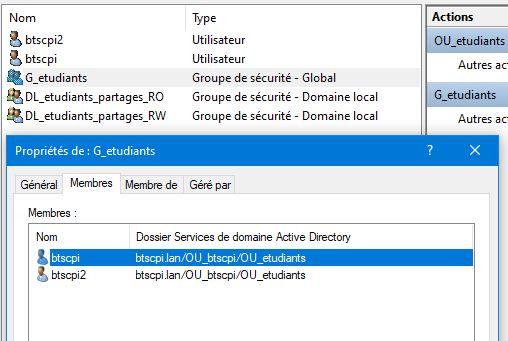 Nom Type Actions
btscpi2 Utilisateur OU_etudiants
btscpi Utilisateur Autres act
G_etudiants Groupe de sécurité - Global G_etudiants
DL_etudiants_partages_RO Groupe de sécurité - Domaine local
DL_etudiants_partages_RW Groupe de sécurité - Domaine local Autres act
Propriétés de : G_etudiants ?
Général Membres Membre de Géré par
Membres :
Nom Dossier Services de domaine Active Directory
btscpi btscpi.lan/OU_btscpi/OU_etudiants
btscpi2 btscpi.lan/OU_btscpi/OU_etudiants